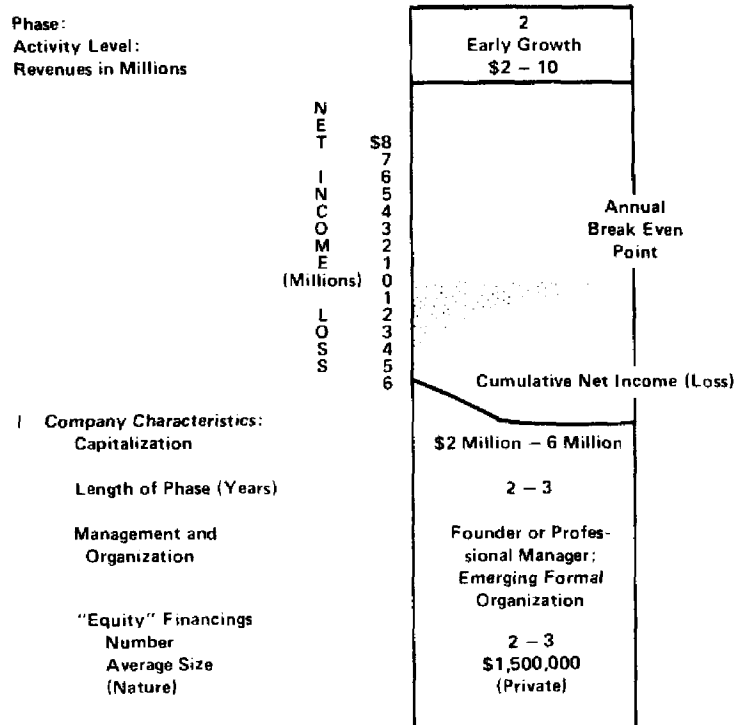 Phase: 2
Activity Level: Early Growth
Revenues in Millions $2 – 10
NET INCOME (Millions) LOSS
$8
7
6
5
4
3
2
1
0
1
2
3
4
5
6
Annual
Break Even
Point
Cumulative Net Income (Loss)
I Company Characteristics:
Capitalization $2 Million – 6 Million
Length of Phase (Years) 2 – 3
Management and Founder or Profes-
Organization sional Manager;
Emerging Formal
Organization
"Equity" Financings
Number 2 – 3
Average Size $1,500,000
(Nature) (Private)